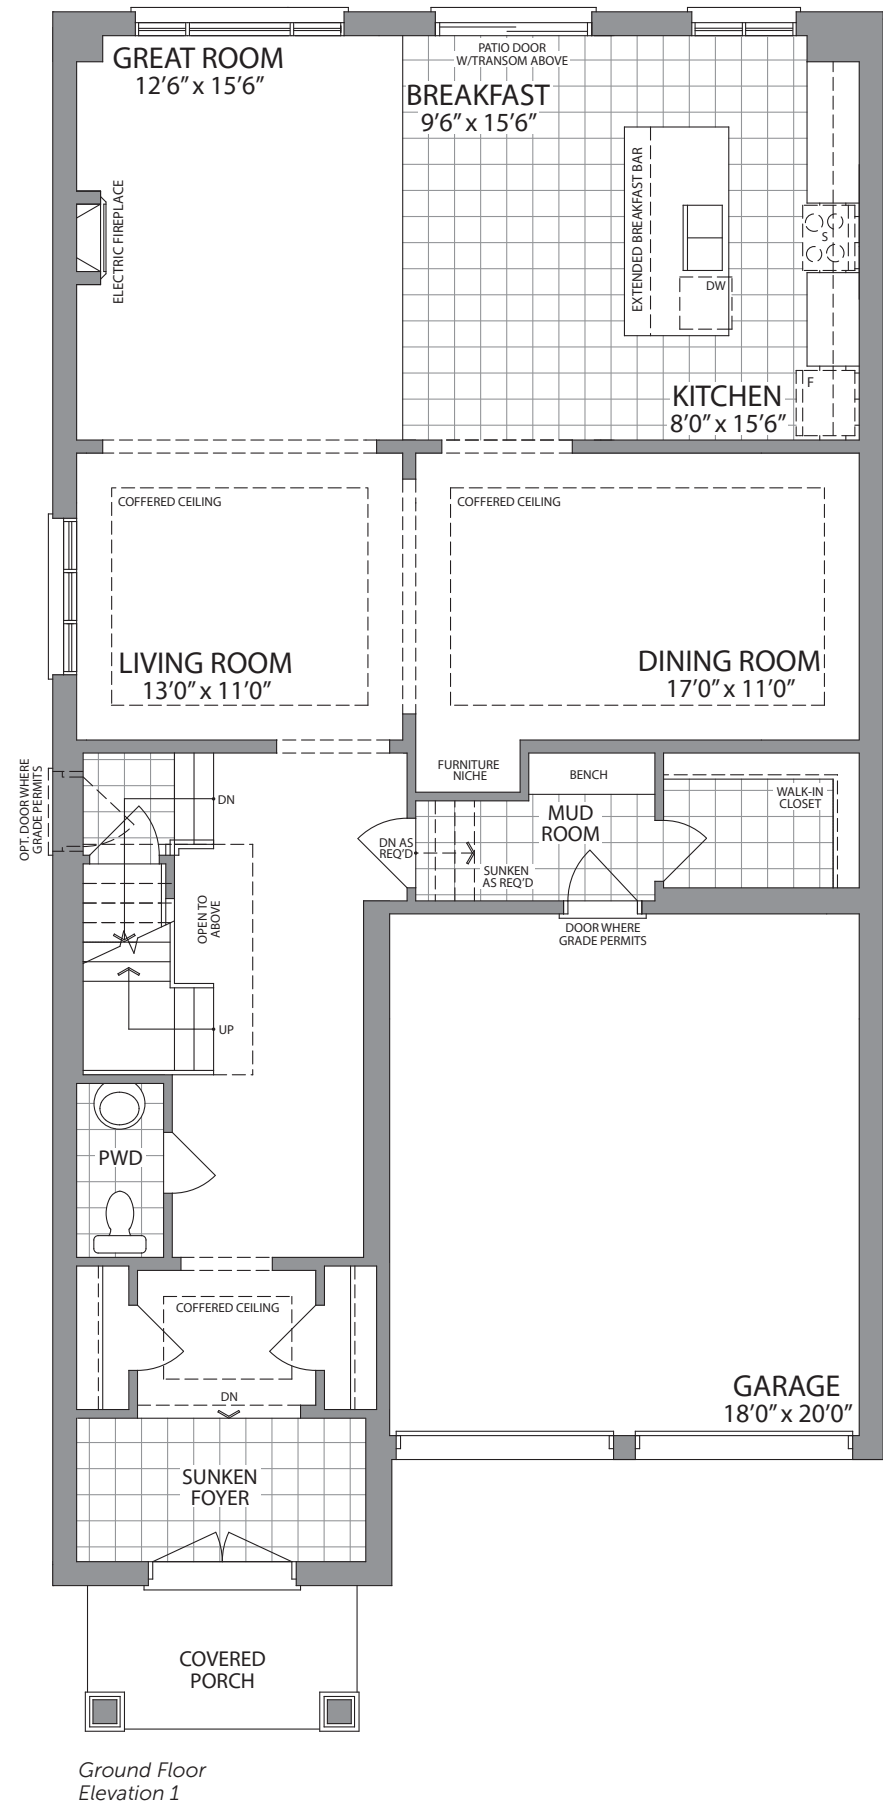 GREAT ROOM
12'6" x 15'6"
PATIO DOOR
W/TRANSOM ABOVE
BREAKFAST
9'6" x 15'6"
ELECTRIC FIREPLACE
EXTENDED BREAKFAST BAR
S
DW
F
KITCHEN
8'0" x 15'6"
COFFERED CEILING
COFFERED CEILING
LIVING ROOM
13'0" x 11'0"
DINING ROOM
17'0" x 11'0"
OPT. DOOR WHERE
GRADE PERMITS
DN
FURNITURE
NICHE
BENCH
WALK-IN
CLOSET
MUD
ROOM
DN AS
REQ'D
SUNKEN
AS REQ'D
OPEN TO
ABOVE
DOOR WHERE
GRADE PERMITS
UP
PWD
COFFERED CEILING
DN
GARAGE
18'0" x 20'0"
SUNKEN
FOYER
COVERED
PORCH
Ground Floor
Elevation 1